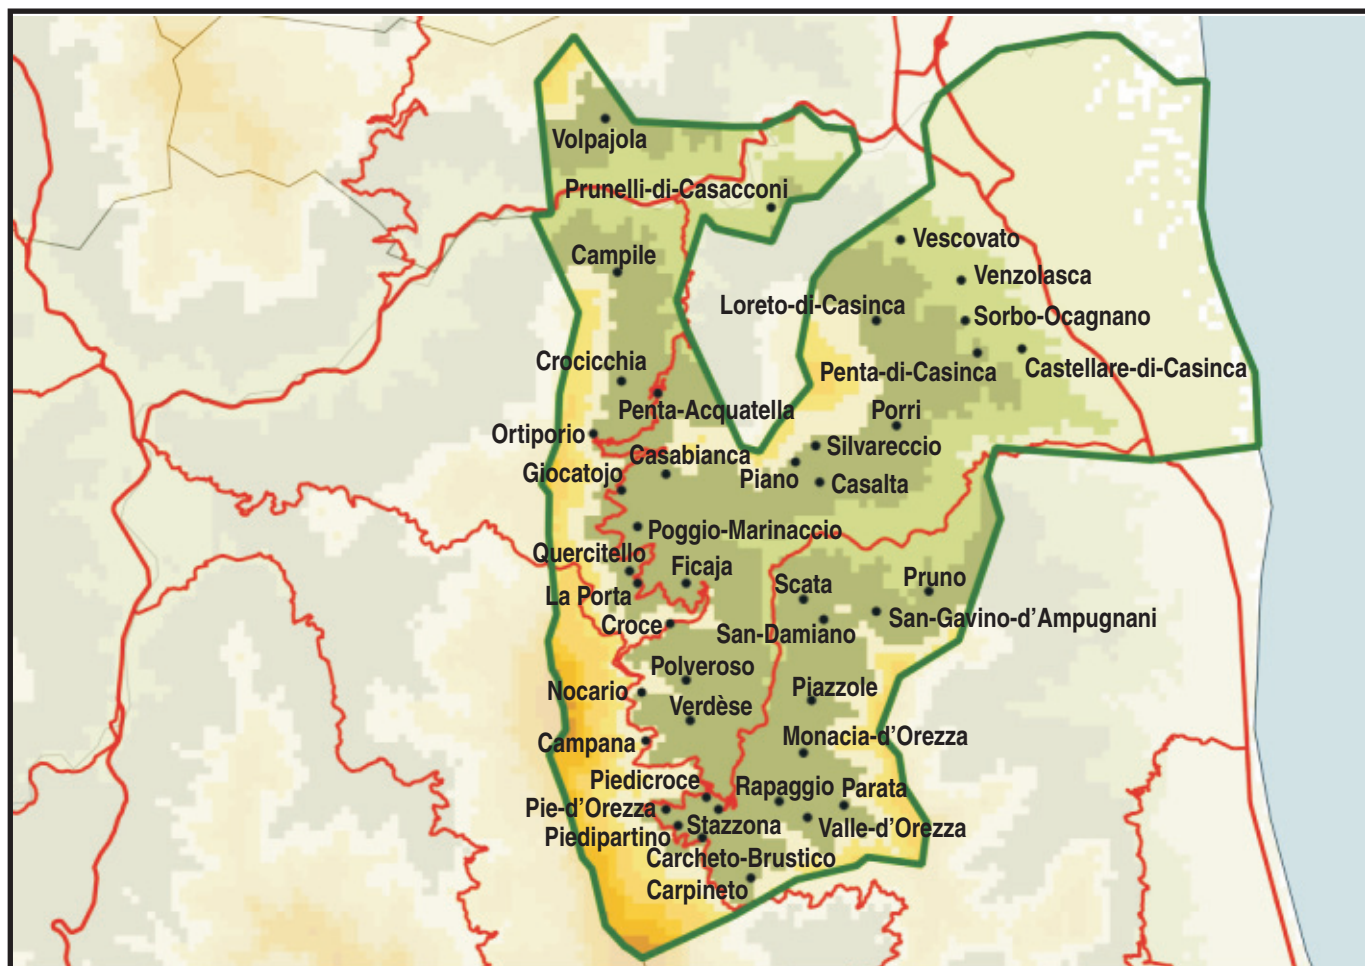 Volpajola
Prunelli-di-Casacconi
Vescovato
Campile
Venzolasca
Loreto-di-Casinca
Sorbo-Ocagnano
Crocicchia
Penta-di-Casinca
Castellare-di-Casinca
Penta-Acquatella
Porri
Ortiporio
Silvareccio
Casabianca
Giocatojo
Piano
Casalta
Poggio-Marinaccio
Quercitello
Ficaja
Scata
Pruno
La Porta
San-Gavino-d'Ampugnani
Croce
San-Damiano
Polveroso
Nocario
Piazzole
Verdèse
Campana
Monacia-d'Orezza
Piedicroce
Rapaggio
Parata
Pie-d'Orezza
Stazzona
Valle-d'Orezza
Piedipartino
Carcheto-Brustico
Carpineto